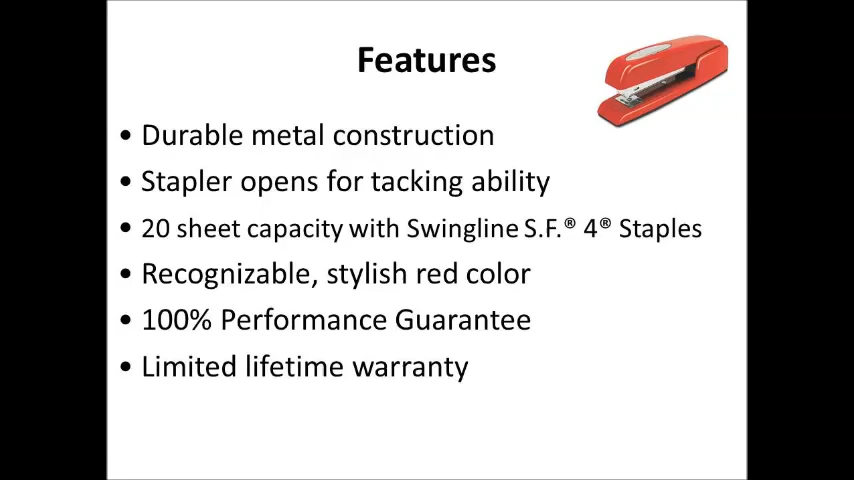 Features
• Durable metal construction
• Stapler opens for tacking ability
• 20 sheet capacity with Swingline S.F.® 4® Staples
• Recognizable, stylish red color
• 100% Performance Guarantee
• Limited lifetime warranty